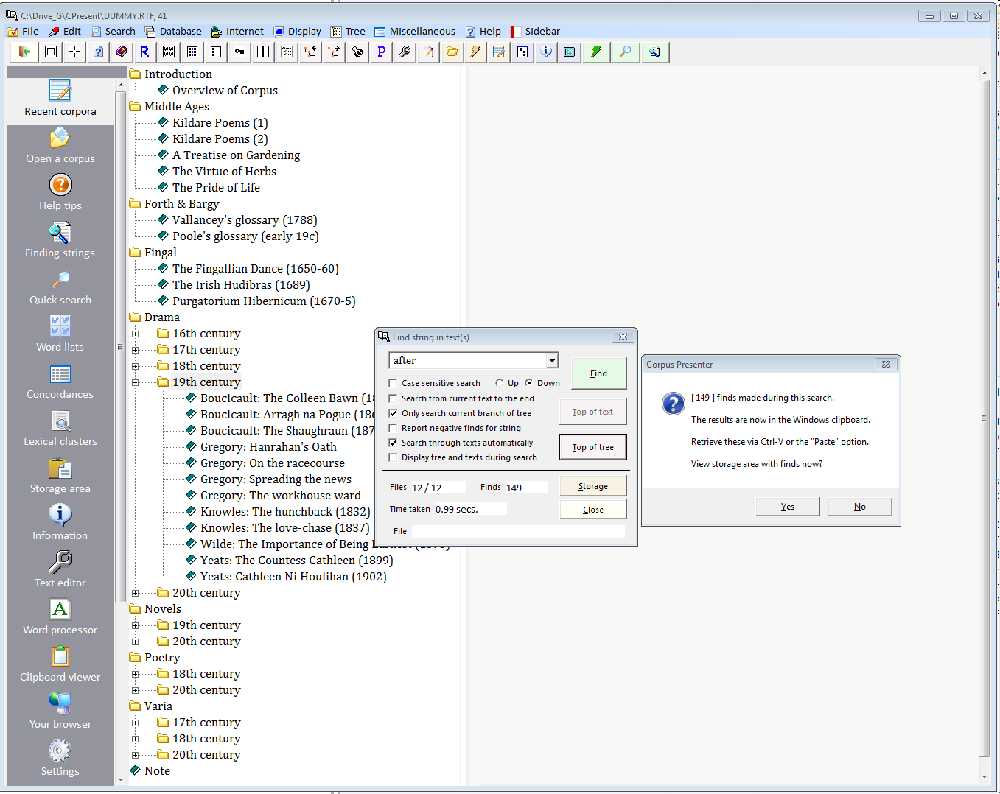 C:\Drive_G\CPresent\DUMMY.RTF, 41
File Edit Search Database Internet Display Tree Miscellaneous Help Sidebar
R P
Recent corpora
Open a corpus
Help tips
Finding strings
Quick search
Word lists
Concordances
Lexical clusters
Storage area
Information
Text editor
Word processor
Clipboard viewer
Your browser
Settings
Introduction
Overview of Corpus
Middle Ages
Kildare Poems (1)
Kildare Poems (2)
A Treatise on Gardening
The Virtue of Herbs
The Pride of Life
Forth & Bargy
Vallancey's glossary (1788)
Poole's glossary (early 19c)
Fingal
The Fingallian Dance (1650-60)
The Irish Hudibras (1689)
Purgatorium Hibernicum (1670-5)
Drama
16th century
17th century
18th century
19th century
Boucicault: The Colleen Bawn
Boucicault: Arragh na Pogue
Boucicault: The Shaughraun
Gregory: Hanrahan's Oath
Gregory: On the racecourse
Gregory: Spreading the news
Gregory: The workhouse ward
Knowles: The hunchback (1832)
Knowles: The love-chase (1837)
Wilde: The Importance of Being
Yeats: The Countess Cathleen (1899)
Yeats: Cathleen Ni Houlihan (1902)
20th century
Novels
19th century
20th century
Poetry
18th century
20th century
Varia
17th century
18th century
20th century
Note
Find string in text(s)
after
Find
Case sensitive search Up Down
Search from current text to the end
Only search current branch of tree
Top of text
Report negative finds for string
Search through texts automatically
Top of tree
Display tree and texts during search
Files 12 / 12 Finds 149
Storage
Time taken 0.99 secs.
Close
File
Corpus Presenter
[ 149 ] finds made during this search.
The results are now in the Windows clipboard.
Retrieve these via Ctrl-V or the "Paste" option.
View storage area with finds now?
Yes No